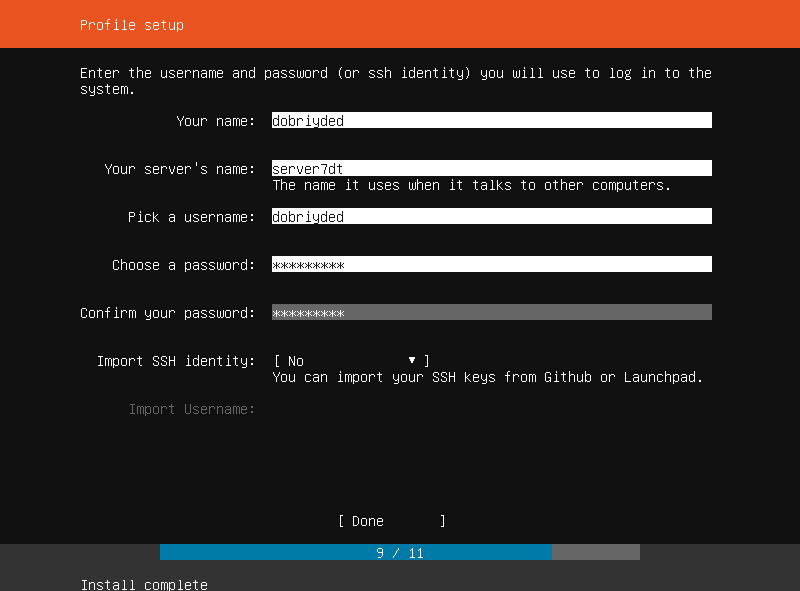 Profile setup
Enter the username and password (or ssh identity) you will use to log in to the
system.
Your name: dobriyded
Your server's name: server7dt
The name it uses when it talks to other computers.
Pick a username: dobriyded
Choose a password: *********
Confirm your password: *********
Import SSH identity: [ No ▼ ]
You can import your SSH keys from Github or Launchpad.
Import Username:
[ Done ]
9 / 11
Install complete